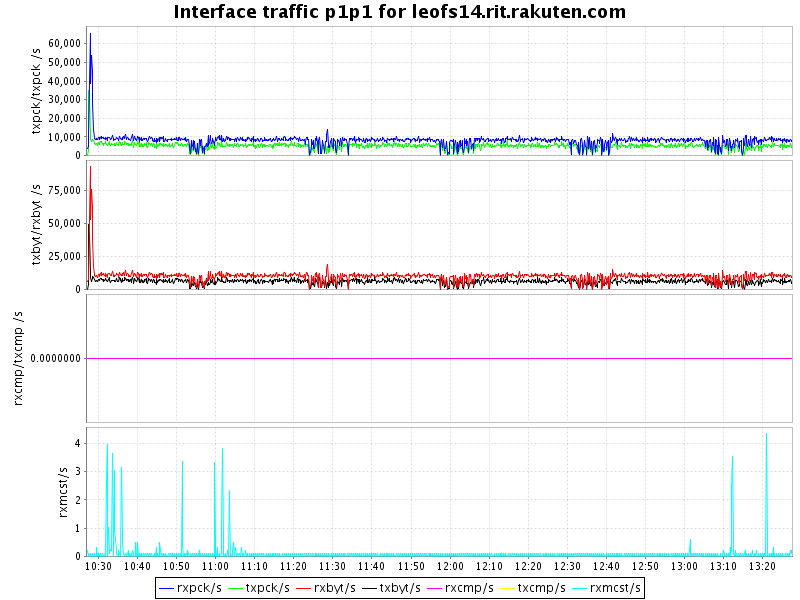 Interface traffic p1p1 for leofs14.rit.rakuten.com
txpck/txpck /s
60,000
50,000
40,000
30,000
20,000
10,000
0
txbyt/rxbyt /s
75,000
50,000
25,000
0
rxcmp/txcmp /s
0.0000000
rxmcst/s
4
3
2
1
0
10:30 10:40 10:50 11:00 11:10 11:20 11:30 11:40 11:50 12:00 12:10 12:20 12:30 12:40 12:50 13:00 13:10 13:20
rxpck/s txpck/s rxbyt/s txbyt/s rxcmp/s txcmp/s rxmcst/s